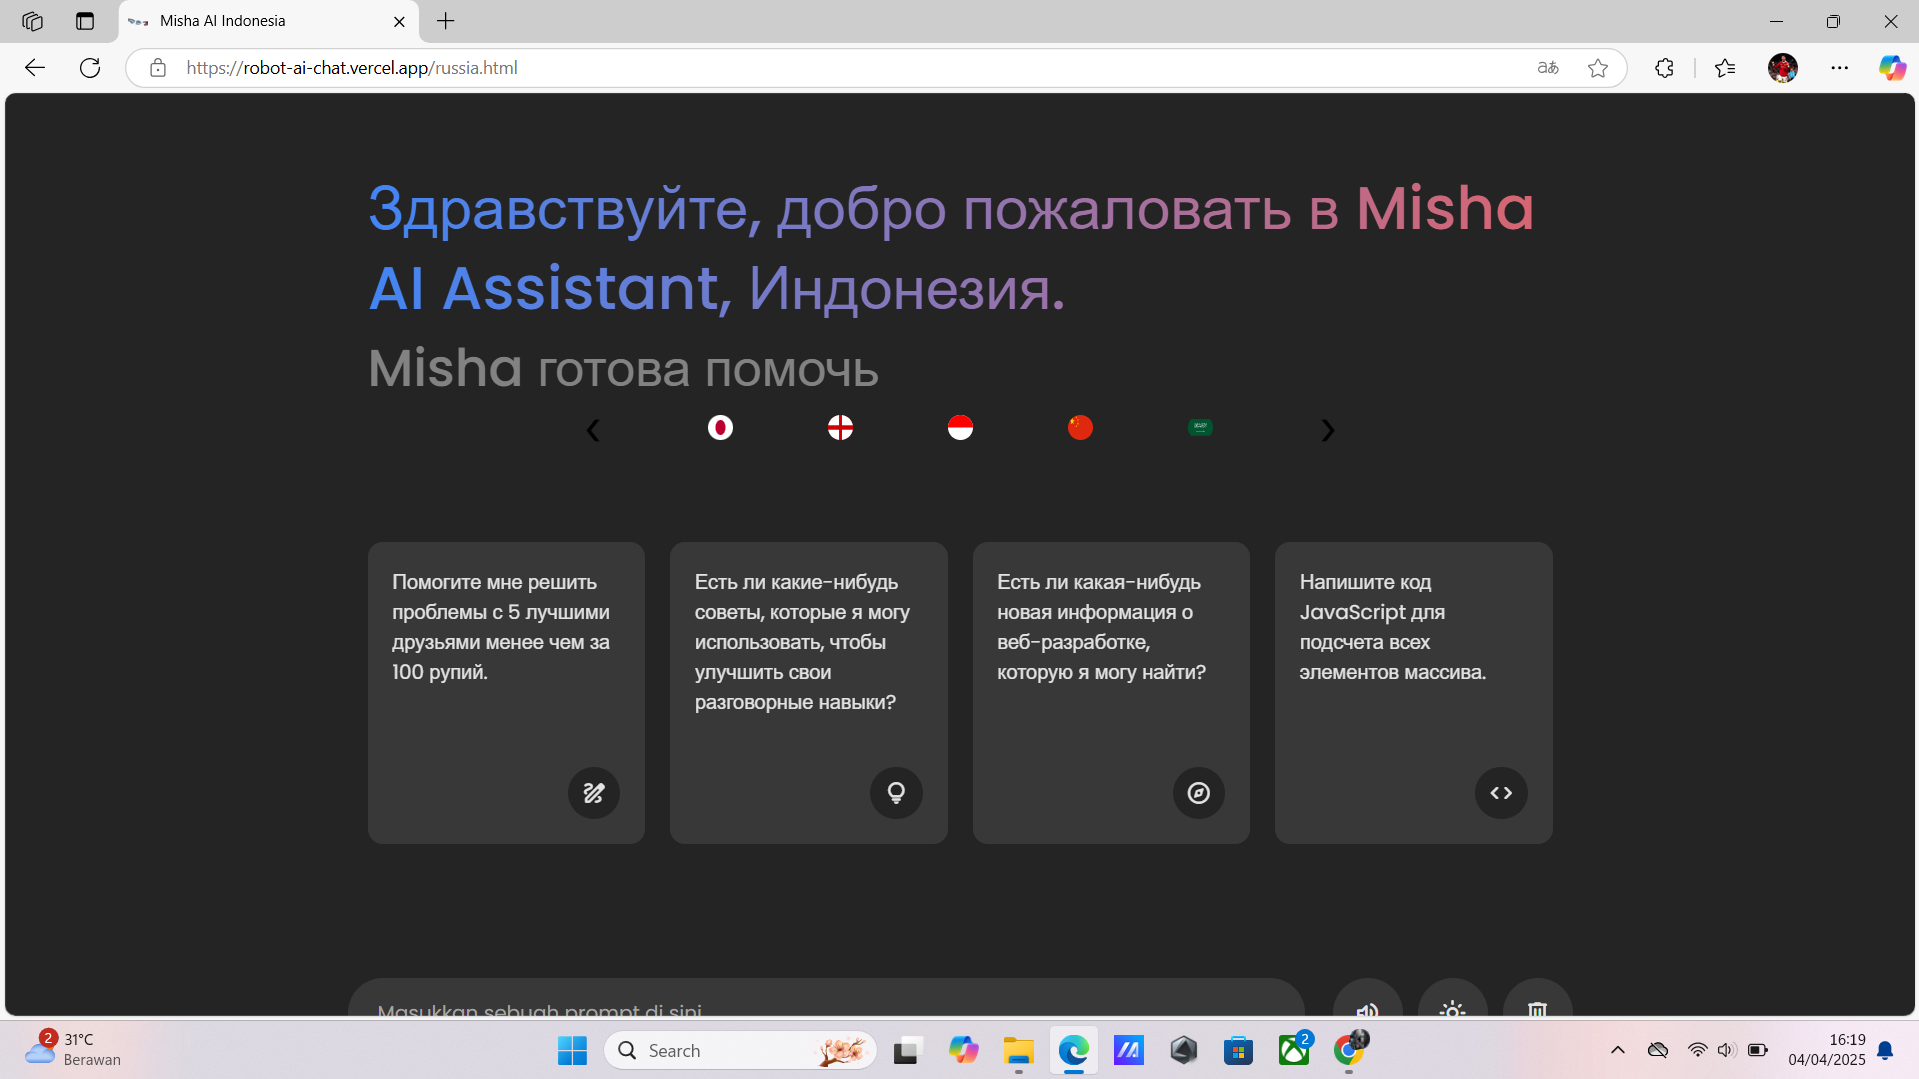 Misha AI Indonesia
https://robot-ai-chat.vercel.app/russia.html
Здравствуйте, добро пожаловать в Misha
AI Assistant, Индонезия.
Misha готова помочь
Помогите мне решить
проблемы с 5 лучшими
друзьями менее чем за
100 рупий.
Есть ли какие-нибудь
советы, которые я могу
использовать, чтобы
улучшить свои
разговорные навыки?
Есть ли какая-нибудь
новая информация о
веб-разработке,
которую я могу найти?
Напишите код
JavaScript для
подсчета всех
элементов массива.
Masukkan sebuah prompt di sini
2
31°C
Berawan
Search
2
16:19
04/04/2025